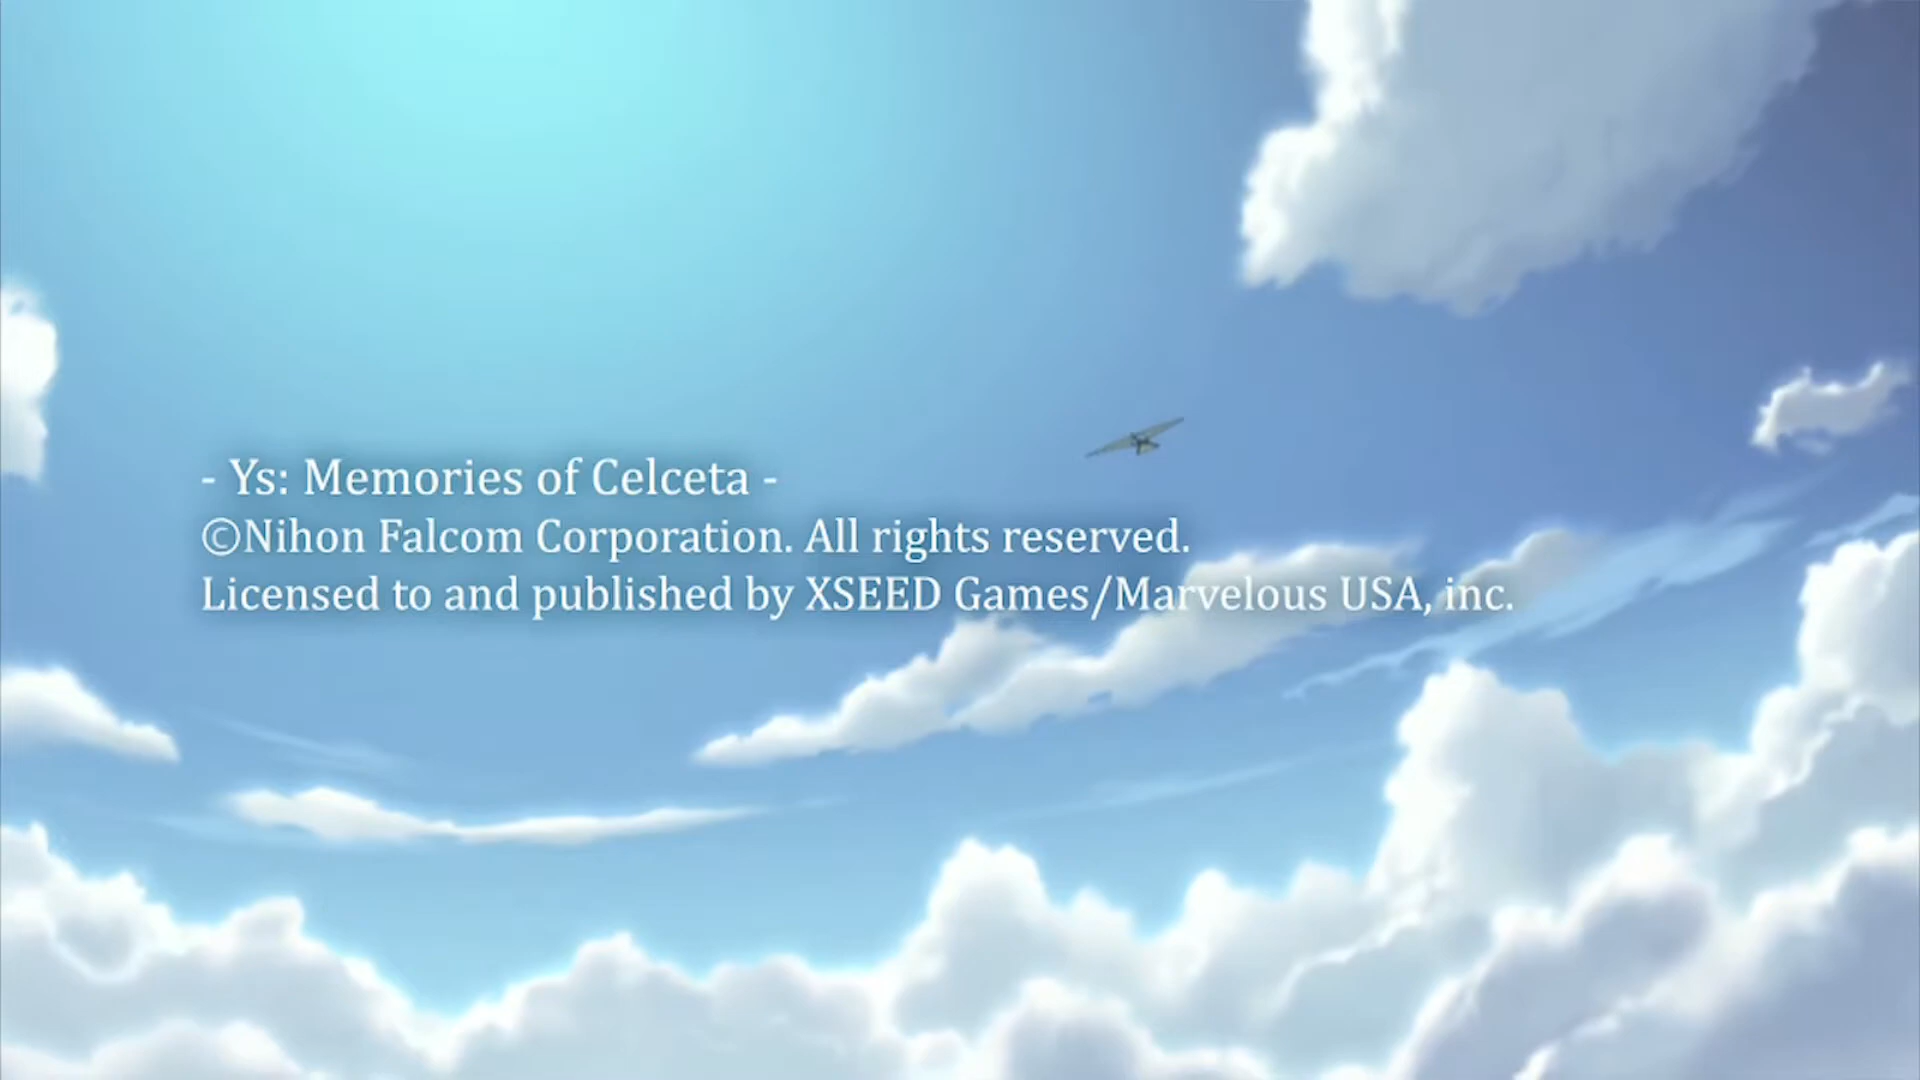 - Ys: Memories of Celceta -
©Nihon Falcom Corporation. All rights reserved.
Licensed to and published by XSEED Games/Marvelous USA, inc.